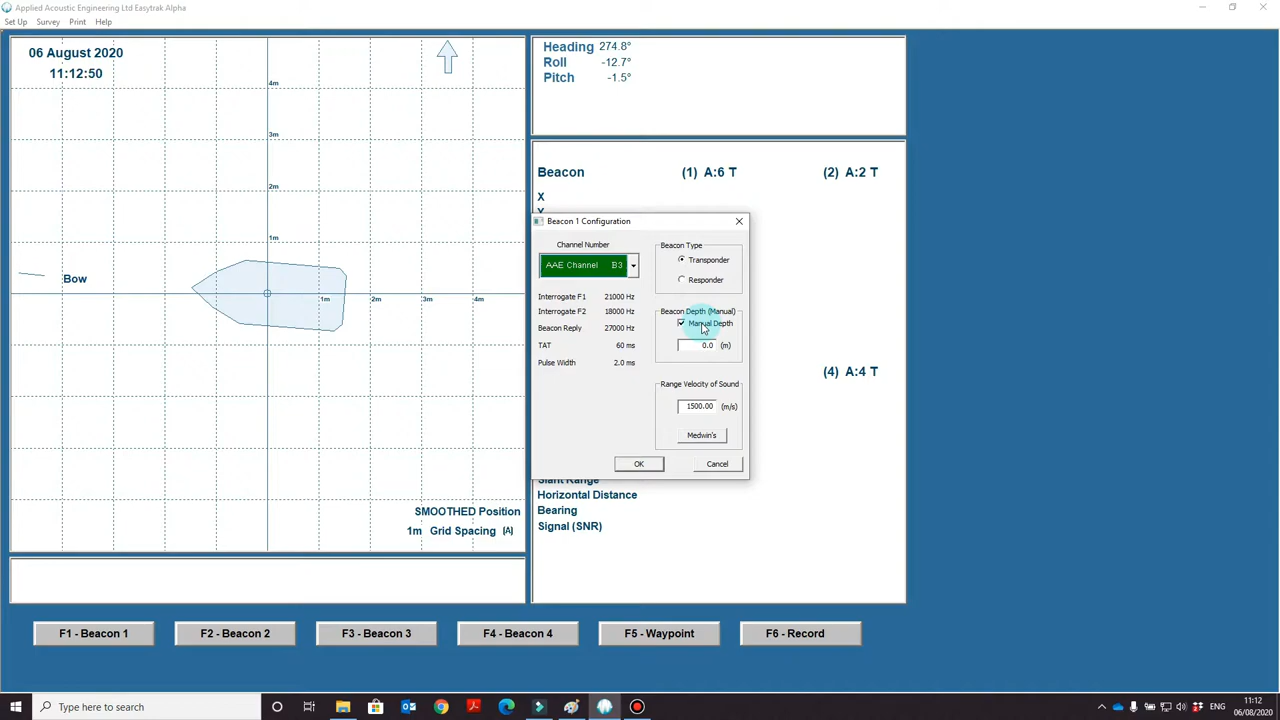 Applied Acoustic Engineering Ltd Easytrak Alpha
Set Up Survey Print Help
06 August 2020
11:12:50
4m
3m
2m
1m
Bow
1m 2m 3m 4m
SMOOTHED Position
1m Grid Spacing (A)
Heading 274.8°
Roll -12.7°
Pitch -1.5°
Beacon (1) A:6 T (2) A:2 T
X
Y
(4) A:4 T
Slant Range
Horizontal Distance
Bearing
Signal (SNR)
Beacon 1 Configuration
Channel Number
AAE Channel B3
Interrogate F1 21000 Hz
Interrogate F2 18000 Hz
Beacon Reply 27000 Hz
TAT 60 ms
Pulse Width 2.0 ms
Beacon Type
Transponder
Responder
Beacon Depth (Manual)
Manual Depth
0.0 (m)
Range Velocity of Sound
1500.00 (m/s)
Medwin's
OK Cancel
F1 - Beacon 1 F2 - Beacon 2 F3 - Beacon 3 F4 - Beacon 4 F5 - Waypoint F6 - Record
Type here to search
ENG
11:12
06/08/2020